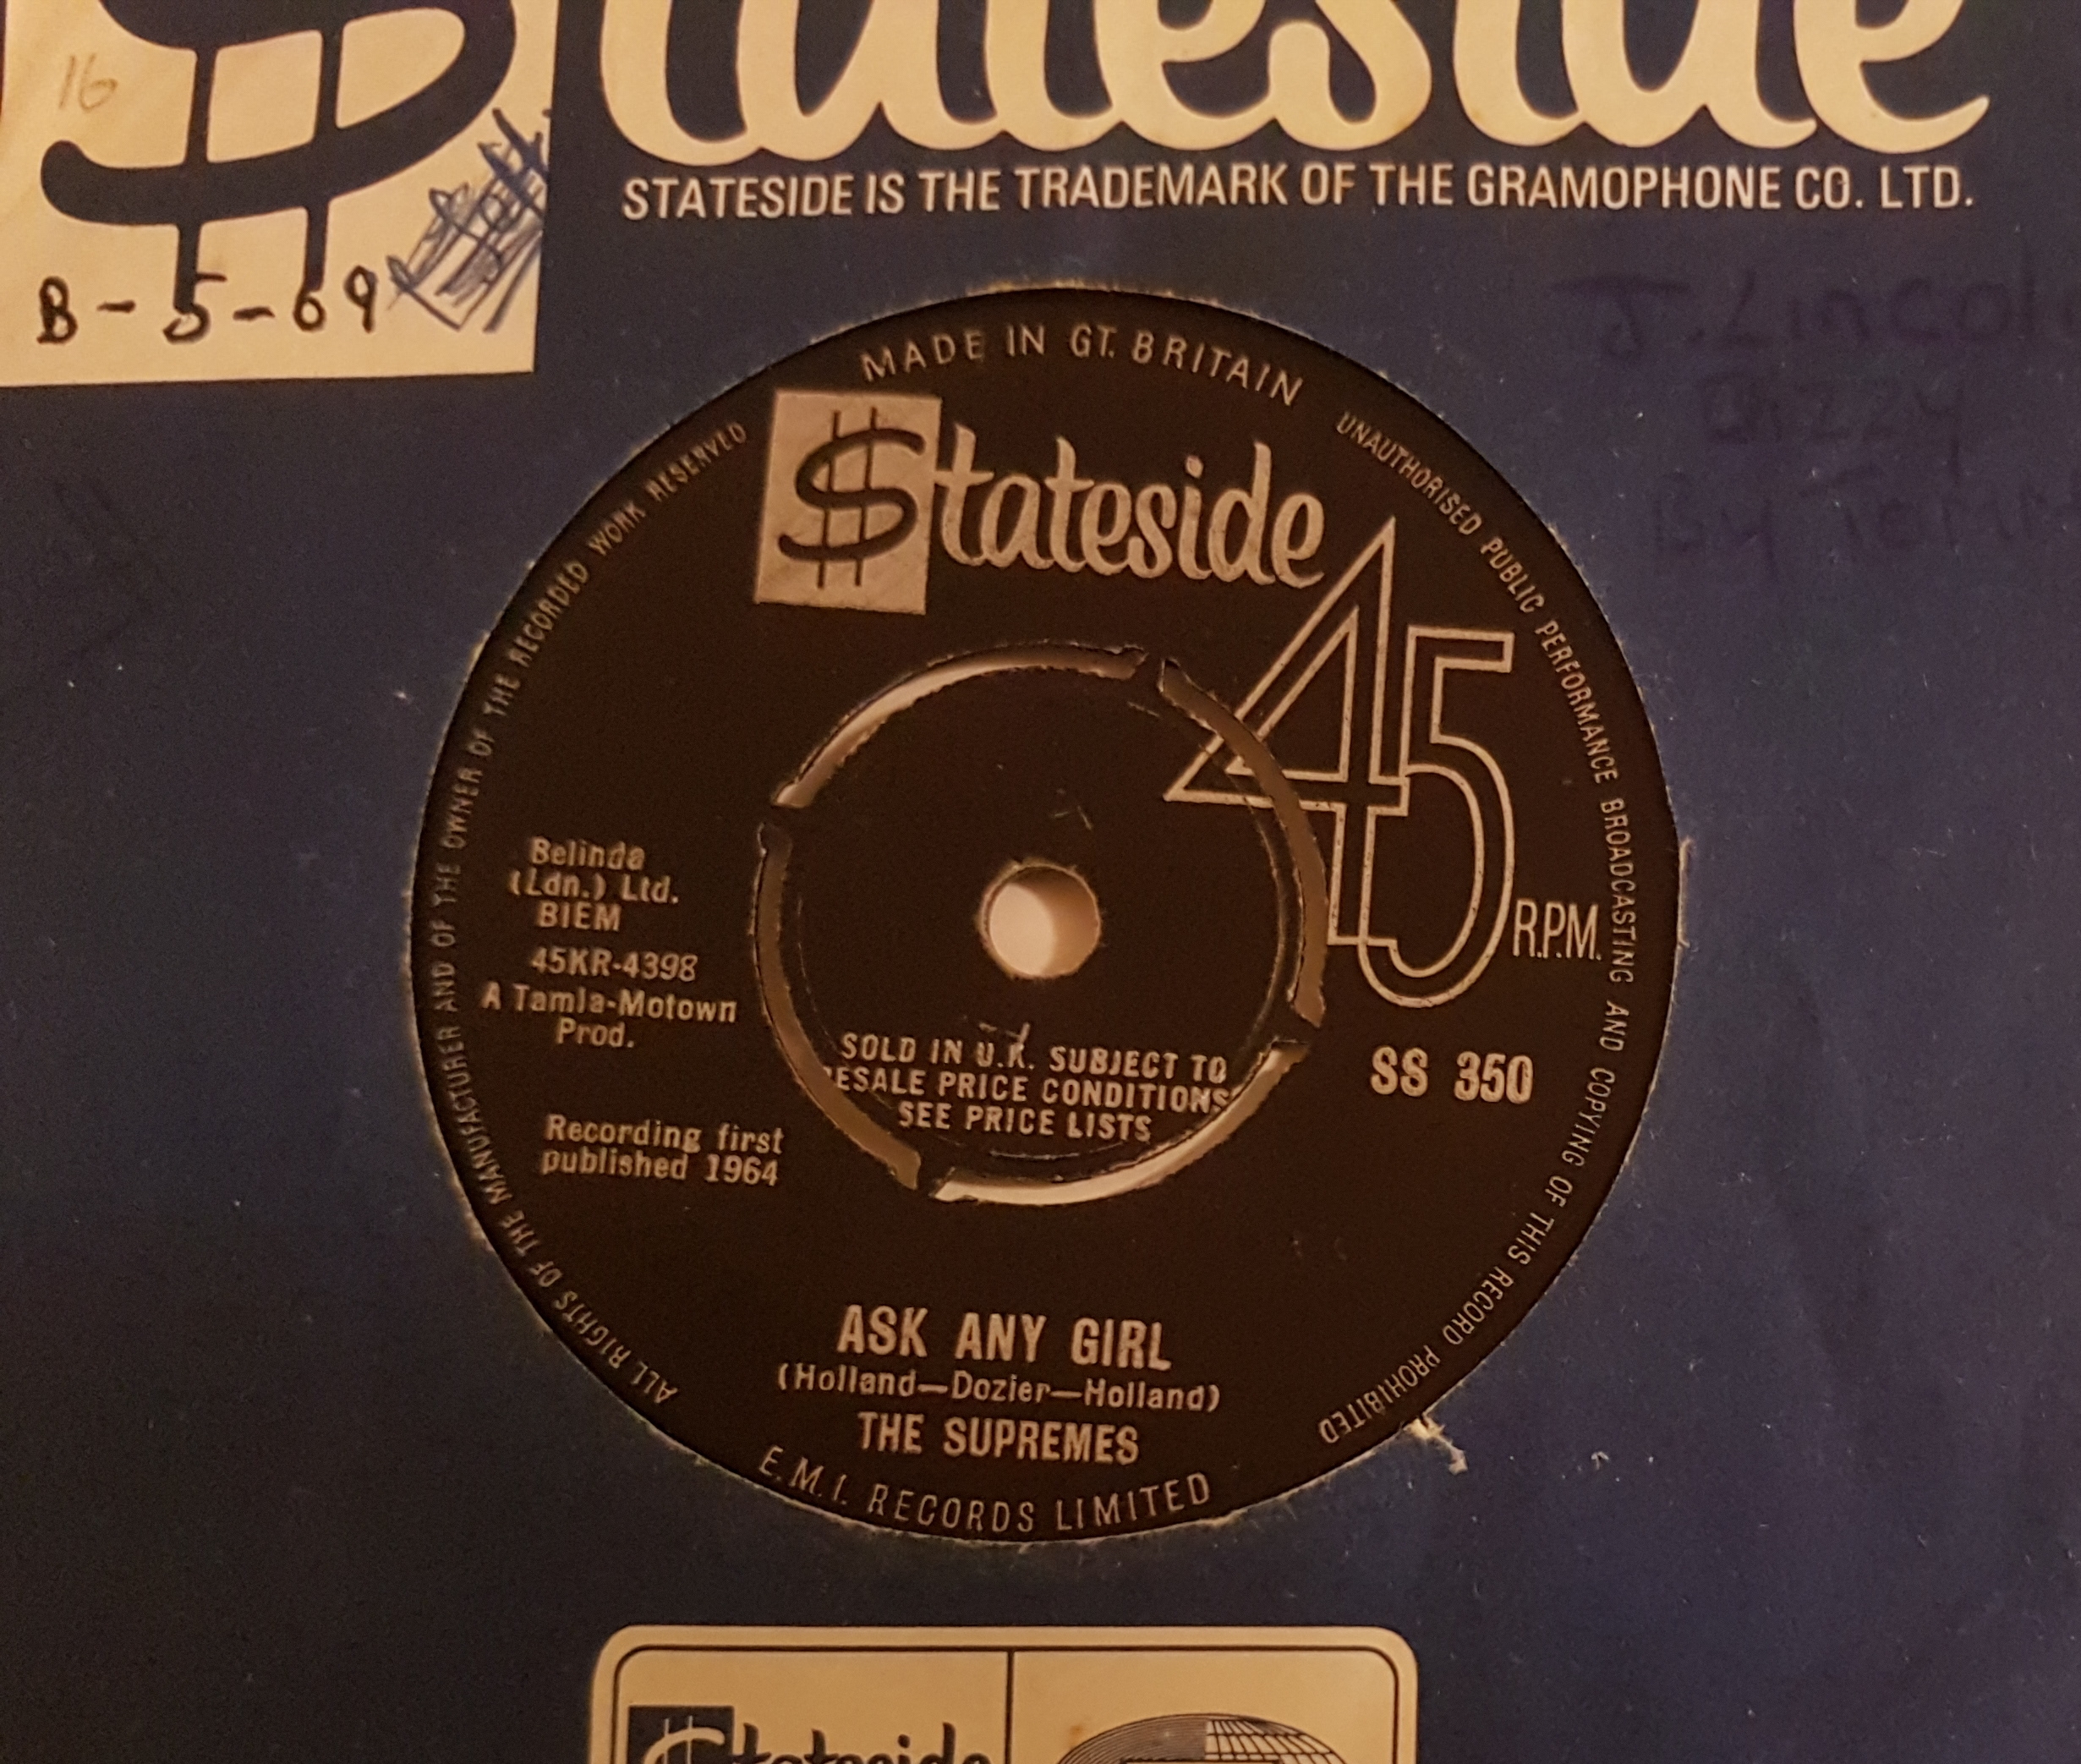 16
Stateside
STATESIDE IS THE TRADEMARK OF THE GRAMOPHONE CO. LTD.
B-5-69
J. Lincoln
Dizzy
By
MADE IN GT. BRITAIN
UNAUTHORISED PUBLIC PERFORMANCE BROADCASTING AND COPYING OF THIS RECORD PROHIBITED
ALL RIGHTS OF THE MANUFACTURER AND OF THE OWNER OF THE RECORDED WORK RESERVED
Stateside
45
R.P.M.
Belinda
(Ldn.) Ltd.
BIEM
45KR-4398
A Tamla-Motown
Prod.
SOLD IN U.K. SUBJECT TO
RESALE PRICE CONDITIONS
SEE PRICE LISTS
SS 350
Recording first
published 1964
ASK ANY GIRL
(Holland—Dozier—Holland)
THE SUPREMES
E.M.I. RECORDS LIMITED
Stateside